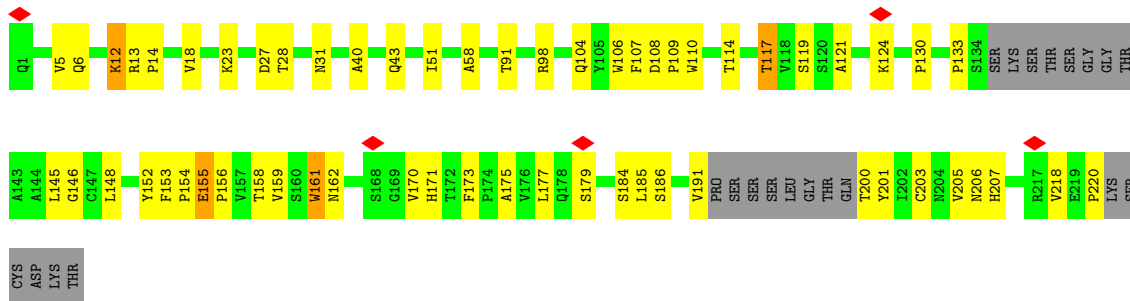 Q1 V5 Q6 K12 R13 P14 V18 K23 D27 T28 N31 A40 Q43 I51 A58 T91 R98 Q104 Y105 W106 F107 D108 P109 W110 T114 T117 V118 S119 S120 A121 K124 P130 P133 S134 SER LYS SER THR SER GLY GLY THR
A143 A144 L145 G146 C147 L148 Y152 F153 P154 E155 P156 V157 T158 V159 S160 W161 N162 S168 G169 V170 H171 T172 F173 P174 A175 V176 L177 Q178 S179 S184 L185 S186 V191 PRO SER SER SER LEU GLY THR GLN T200 Y201 I202 C203 N204 V205 N206 H207 R217 V218 E219 P220 LYS SER
CYS ASP LYS THR